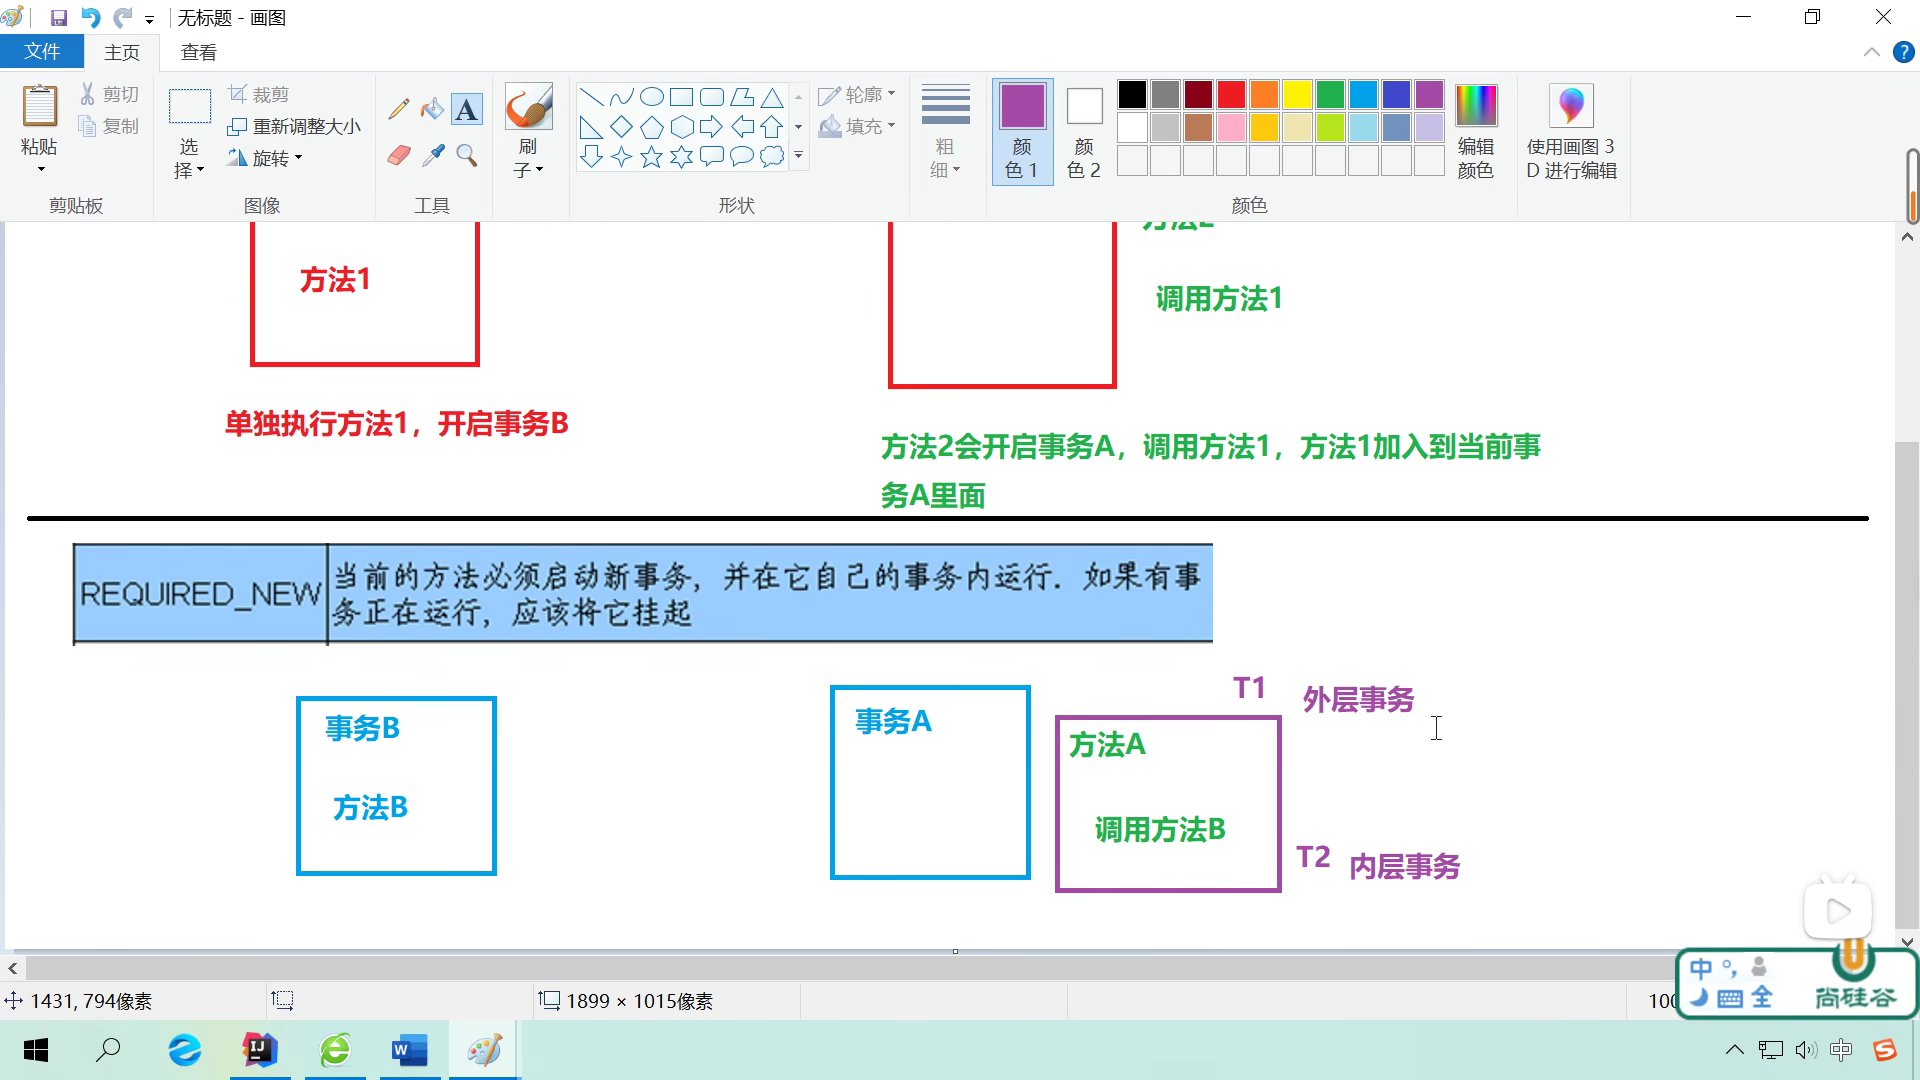 无标题 - 画图
文件
主页
查看
粘贴
剪切
复制
剪贴板
选择
裁剪
重新调整大小
旋转
图像
A
工具
刷子
轮廓
填充
形状
粗细
颜色 1
颜色 2
编辑颜色
颜色
使用画图 3D 进行编辑
方法1
方法2
调用方法1
单独执行方法1，开启事务B
方法2会开启事务A，调用方法1，方法1加入到当前事
务A里面
REQUIRED_NEW
当前的方法必须启动新事务，并在它自己的事务内运行．如果有事
务正在运行，应该将它挂起
事务B
方法B
事务A
T1
外层事务
方法A
调用方法B
T2
内层事务
1431, 794像素
1899 × 1015像素
100
中
全
尚硅谷
中